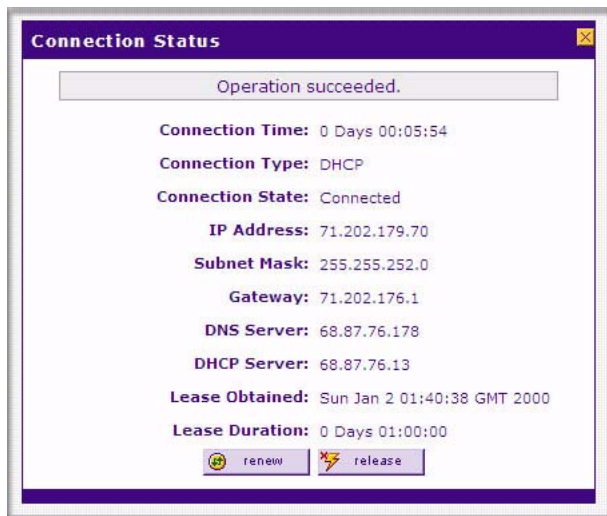 Connection Status
Operation succeeded.
Connection Time: 0 Days 00:05:54
Connection Type: DHCP
Connection State: Connected
IP Address: 71.202.179.70
Subnet Mask: 255.255.252.0
Gateway: 71.202.176.1
DNS Server: 68.87.76.178
DHCP Server: 68.87.76.13
Lease Obtained: Sun Jan 2 01:40:38 GMT 2000
Lease Duration: 0 Days 01:00:00
renew release